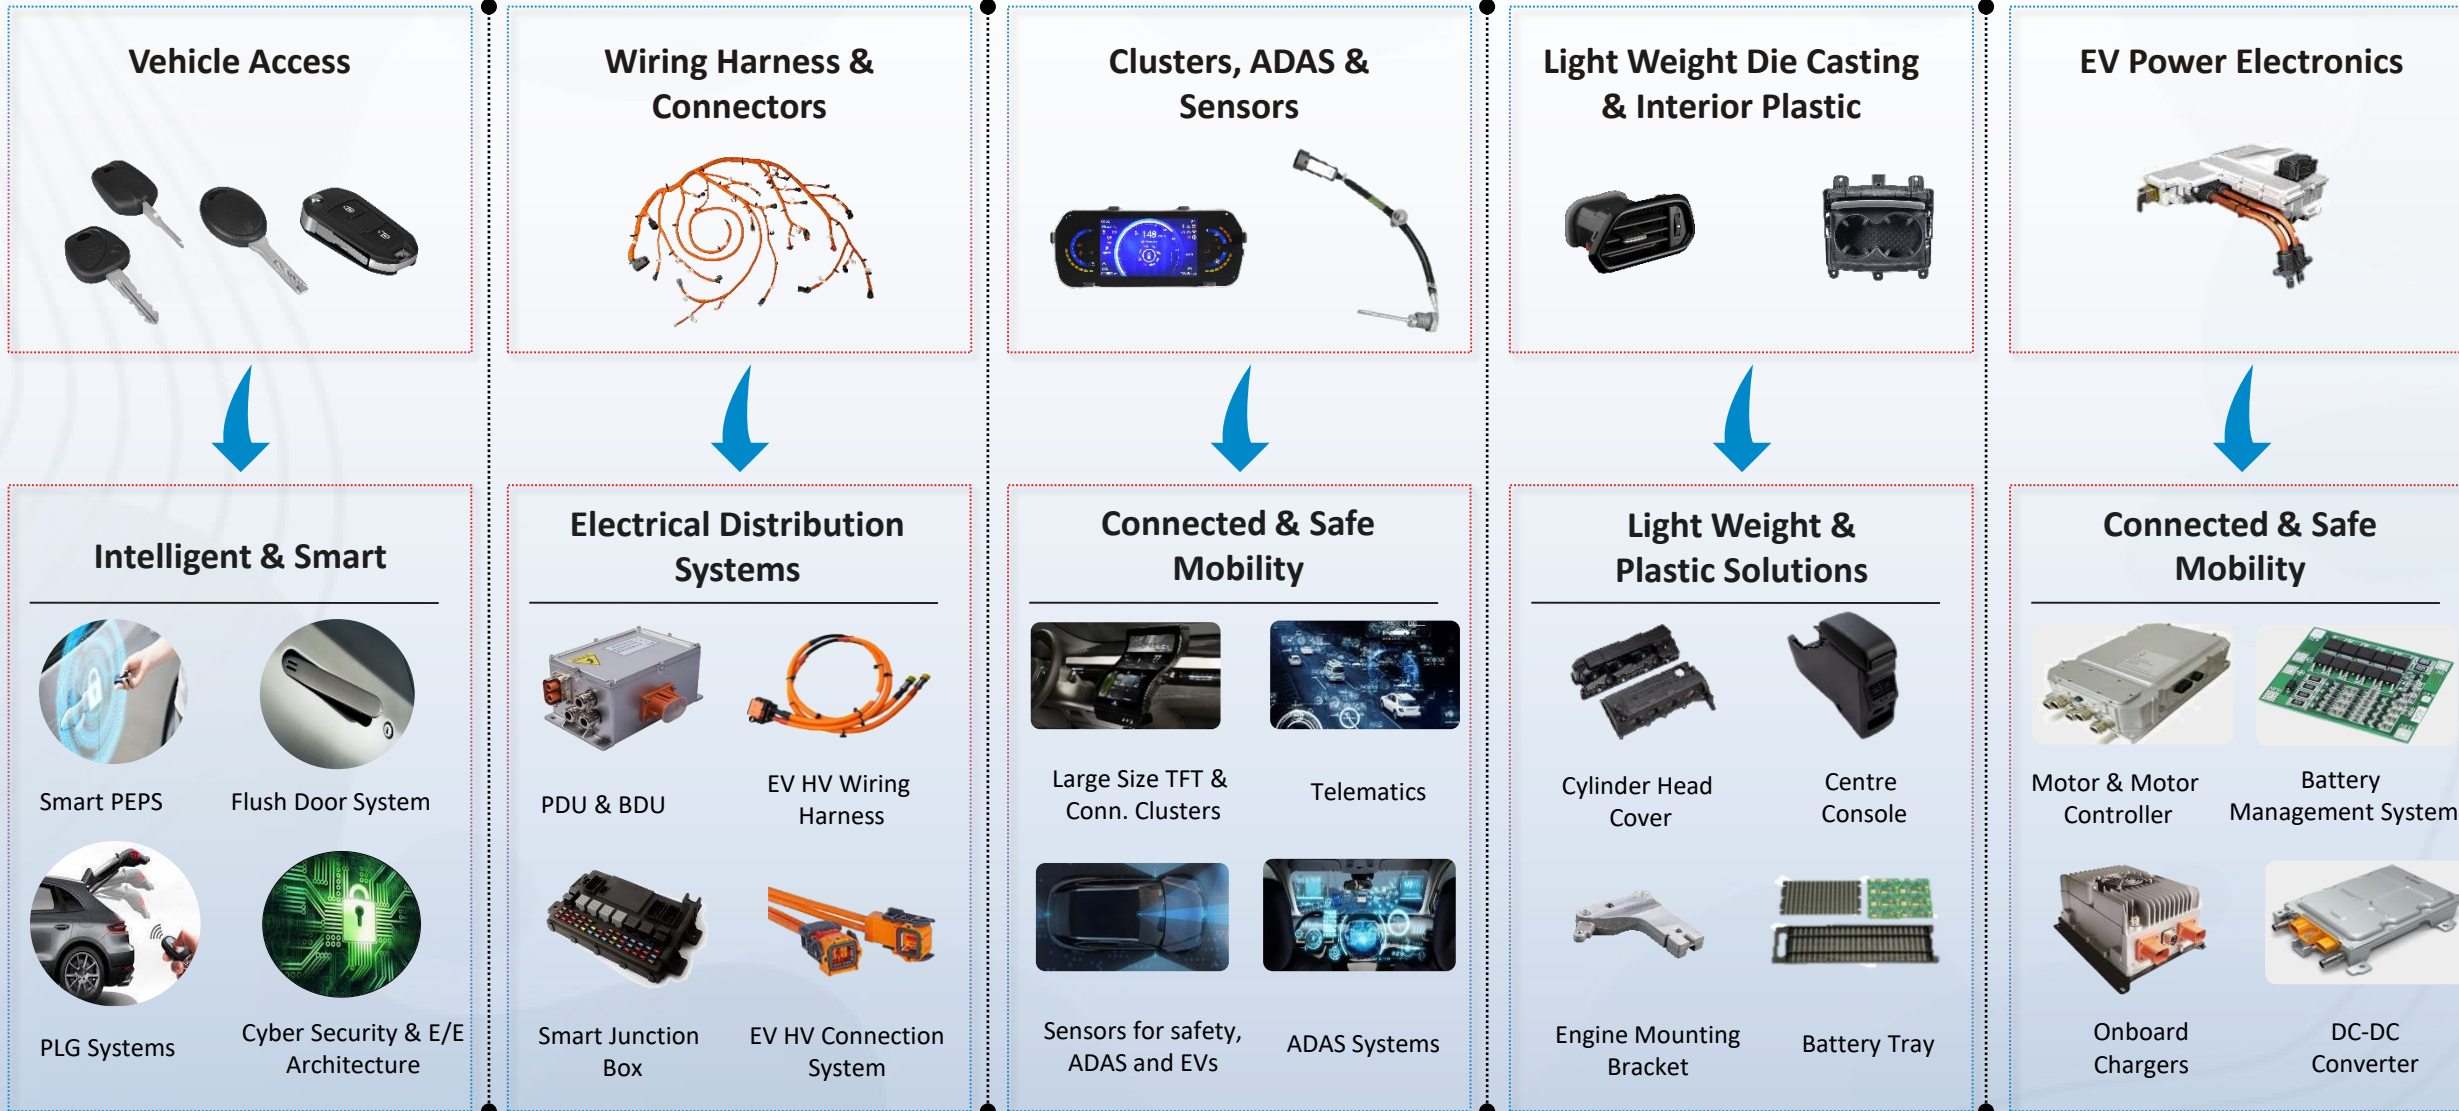 Vehicle Access
Wiring Harness &
Connectors
Clusters, ADAS &
Sensors
Light Weight Die Casting
& Interior Plastic
EV Power Electronics
Intelligent & Smart
Smart PEPS
Flush Door System
PLG Systems
Cyber Security & E/E
Architecture
Electrical Distribution
Systems
PDU & BDU
EV HV Wiring
Harness
Smart Junction
Box
EV HV Connection
System
Connected & Safe
Mobility
Large Size TFT &
Conn. Clusters
Telematics
Sensors for safety,
ADAS and EVs
ADAS Systems
Light Weight &
Plastic Solutions
Cylinder Head
Cover
Centre
Console
Engine Mounting
Bracket
Battery Tray
Connected & Safe
Mobility
Motor & Motor
Controller
Battery
Management System
Onboard
Chargers
DC-DC
Converter